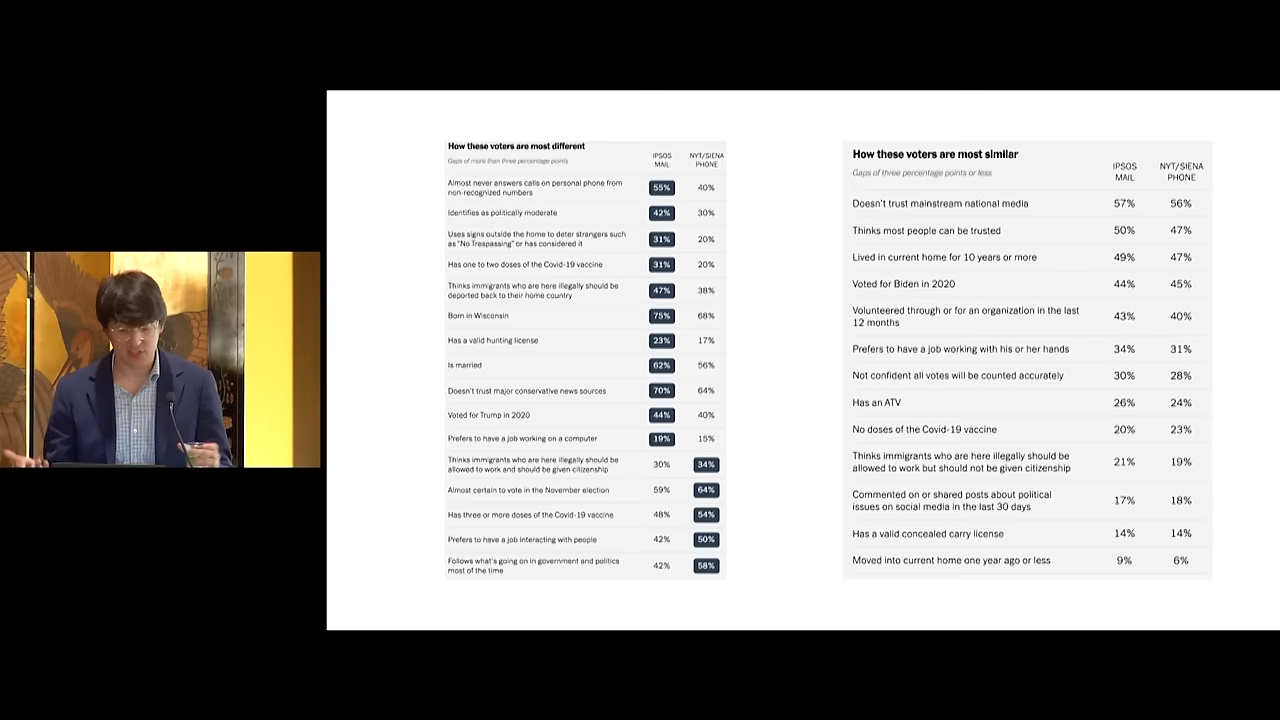 How these voters are most different
Gaps of more than three percentage points
IPSOS MAIL
NYT/SIENA PHONE
Almost never answers calls on personal phone from
non-recognized numbers
55% 40%
Identifies as politically moderate 42% 30%
Uses signs outside the home to deter strangers such
as "No Trespassing" or has considered it
31% 20%
Has one to two doses of the Covid-19 vaccine 31% 20%
Thinks immigrants who are here illegally should be
deported back to their home country
47% 38%
Born in Wisconsin 75% 68%
Has a valid hunting license 23% 17%
Is married 62% 56%
Doesn't trust major conservative news sources 70% 64%
Voted for Trump in 2020 44% 40%
Prefers to have a job working on a computer 19% 15%
Thinks immigrants who are here illegally should be
allowed to work and should be given citizenship
30% 34%
Almost certain to vote in the November election 59% 64%
Has three or more doses of the Covid-19 vaccine 48% 54%
Prefers to have a job interacting with people 42% 50%
Follows what's going on in government and politics
most of the time
42% 58%
How these voters are most similar
Gaps of three percentage points or less
IPSOS MAIL
NYT/SIENA PHONE
Doesn't trust mainstream national media 57% 56%
Thinks most people can be trusted 50% 47%
Lived in current home for 10 years or more 49% 47%
Voted for Biden in 2020 44% 45%
Volunteered through or for an organization in the last
12 months
43% 40%
Prefers to have a job working with his or her hands 34% 31%
Not confident all votes will be counted accurately 30% 28%
Has an ATV 26% 24%
No doses of the Covid-19 vaccine 20% 23%
Thinks immigrants who are here illegally should be
allowed to work but should not be given citizenship
21% 19%
Commented on or shared posts about political
issues on social media in the last 30 days
17% 18%
Has a valid concealed carry license 14% 14%
Moved into current home one year ago or less 9% 6%